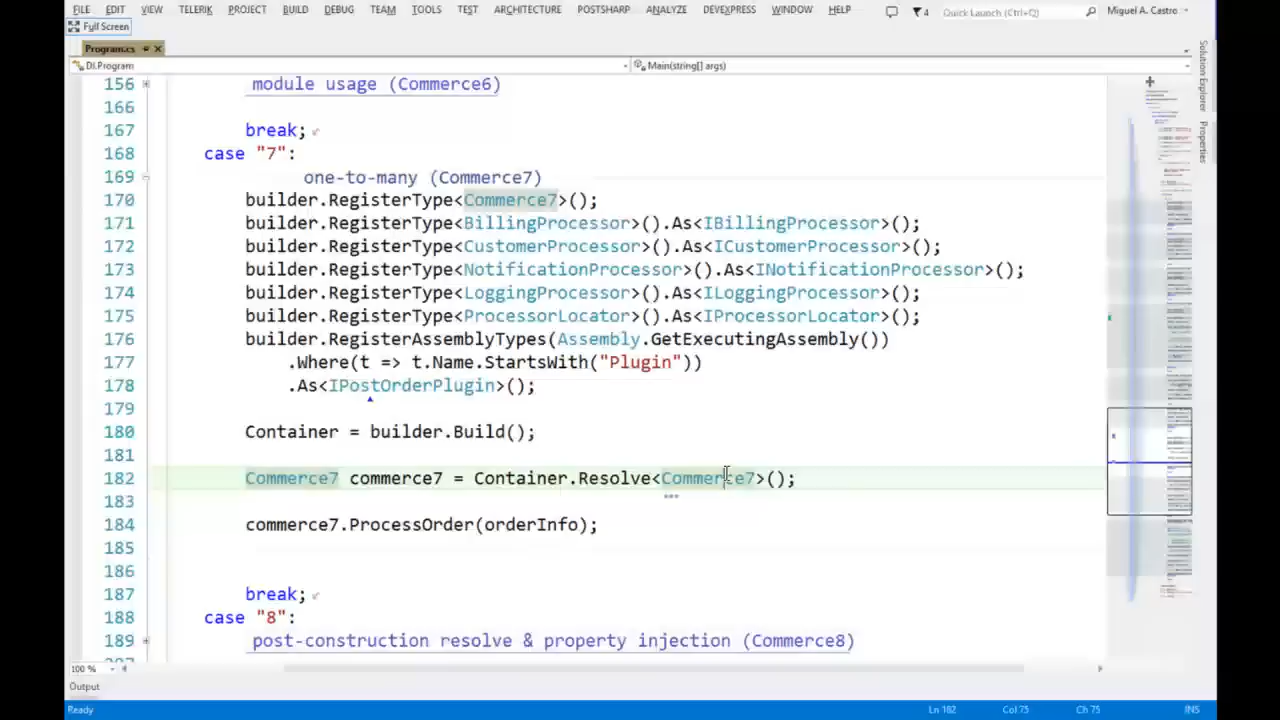 FILE EDIT VIEW TELERIK PROJECT BUILD DEBUG TEAM TOOLS TEST ARCHITECTURE POSTSHARP ANALYZE DEVEXPRESS WINDOW HELP 4 Quick Launch (Ctrl+Q) Miguel A. Castro
Full Screen
Program.cs
DI.Program Main(string[] args)
156 module usage (Commerce6)
166
167 break;
168 case "7":
169 one-to-many (Commerce7)
170 builder.RegisterType<Commerce7>();
171 builder.RegisterType<BillingProcessor>().As<IBillingProcessor>();
172 builder.RegisterType<CustomerProcessor>().As<ICustomerProcessor>();
173 builder.RegisterType<NotificationProcessor>().As<INotificationProcessor>();
174 builder.RegisterType<LoggingProcessor>().As<ILoggingProcessor>();
175 builder.RegisterType<ProcessorLocator>().As<IProcessorLocator>();
176 builder.RegisterAssemblyTypes(Assembly.GetExecutingAssembly())
177 .Where(t => t.Name.StartsWith("Plugin"))
178 .As<IPostOrderPlugin>();
179
180 Container = builder.Build();
181
182 Commerce7 commerce7 = Container.Resolve<Commerce7>();
183
184 commerce7.ProcessOrder(orderInfo);
185
186
187 break;
188 case "8":
189 post-construction resolve & property injection (Commerce8)
100 %
Output
Ready Ln 182 Col 75 Ch 75 INS
Solution Explorer
Properties